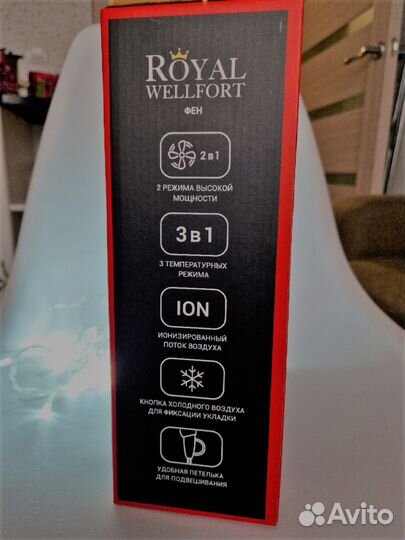 ROYAL
WELLFORT
ФЕН
2 в 1
2 РЕЖИМА ВЫСОКОЙ
МОЩНОСТИ
3 в 1
3 ТЕМПЕРАТУРНЫХ
РЕЖИМА
ION
ИОНИЗИРОВАННЫЙ
ПОТОК ВОЗДУХА
КНОПКА ХОЛОДНОГО ВОЗДУХА
ДЛЯ ФИКСАЦИИ УКЛАДКИ
УДОБНАЯ ПЕТЕЛЬКА
ДЛЯ ПОДВЕШИВАНИЯ
Avito